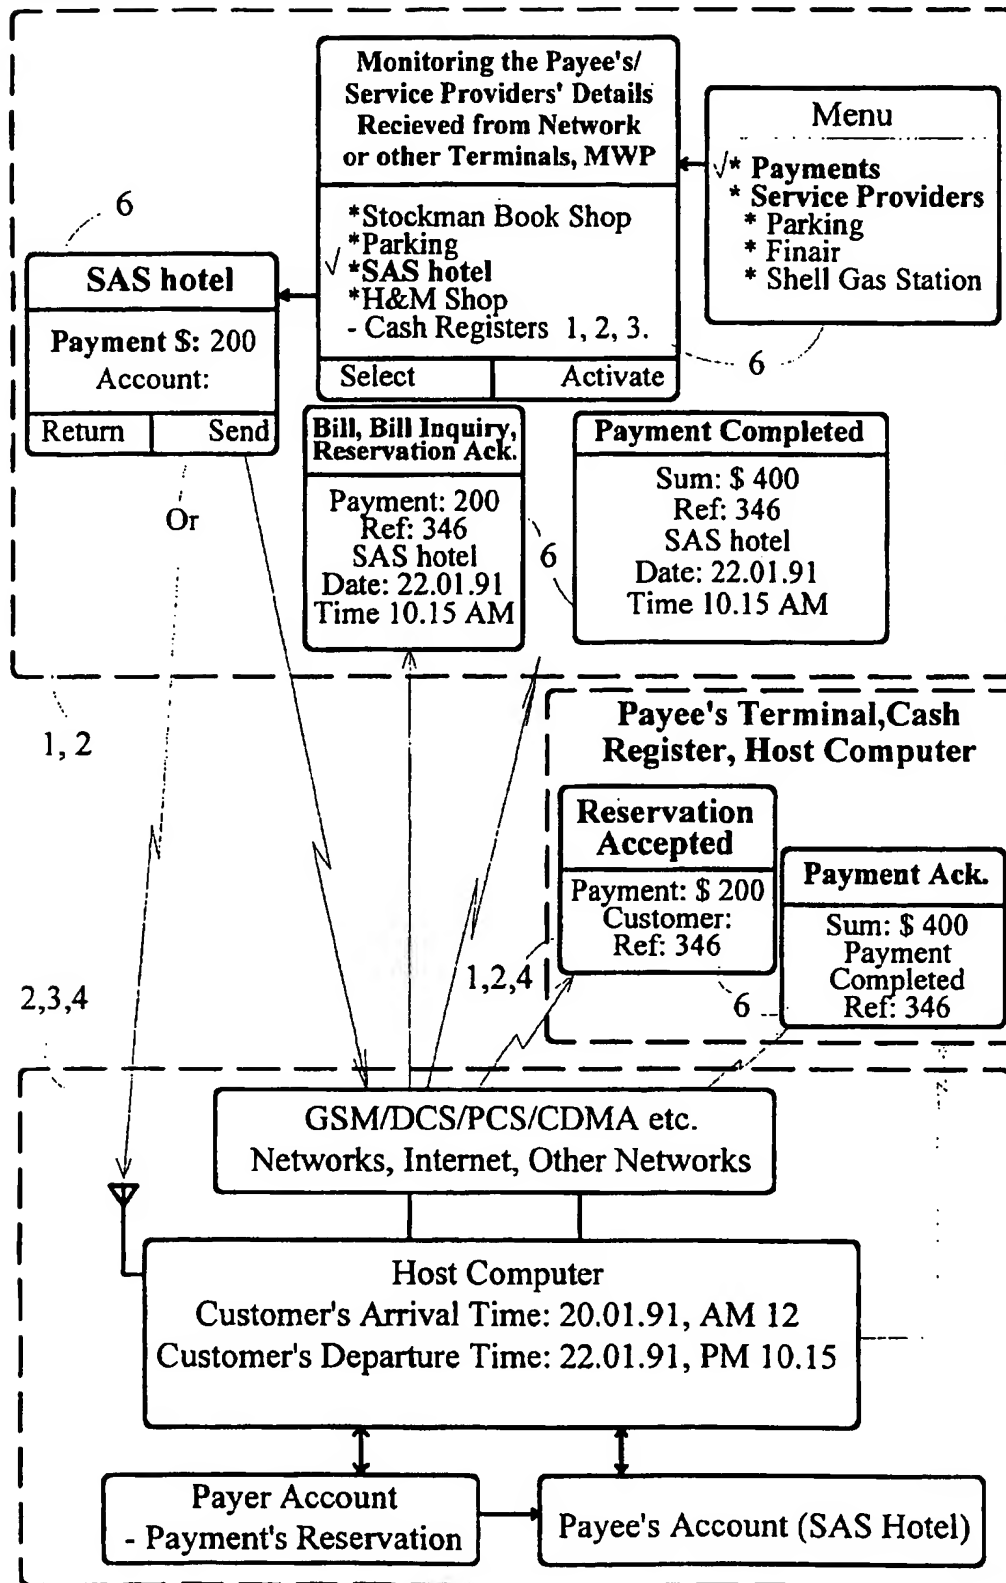 Monitoring the Payee's/
Service Providers' Details
Recieved from Network
or other Terminals, MWP
*Stockman Book Shop
*Parking
√ *SAS hotel
*H&M Shop
- Cash Registers 1, 2, 3.
Select Activate
Menu
√* Payments
* Service Providers
* Parking
* Finair
* Shell Gas Station
6
6
SAS hotel
Payment $: 200
Account:
Return Send
Or
Bill, Bill Inquiry,
Reservation Ack.
Payment: 200
Ref: 346
SAS hotel
Date: 22.01.91
Time 10.15 AM
6
Payment Completed
Sum: $ 400
Ref: 346
SAS hotel
Date: 22.01.91
Time 10.15 AM
1, 2
Payee's Terminal,Cash
Register, Host Computer
Reservation
Accepted
Payment: $ 200
Customer:
Ref: 346
Payment Ack.
Sum: $ 400
Payment
Completed
Ref: 346
1,2,4
6
2,3,4
GSM/DCS/PCS/CDMA etc.
Networks, Internet, Other Networks
Host Computer
Customer's Arrival Time: 20.01.91, AM 12
Customer's Departure Time: 22.01.91, PM 10.15
Payer Account
- Payment's Reservation
Payee's Account (SAS Hotel)